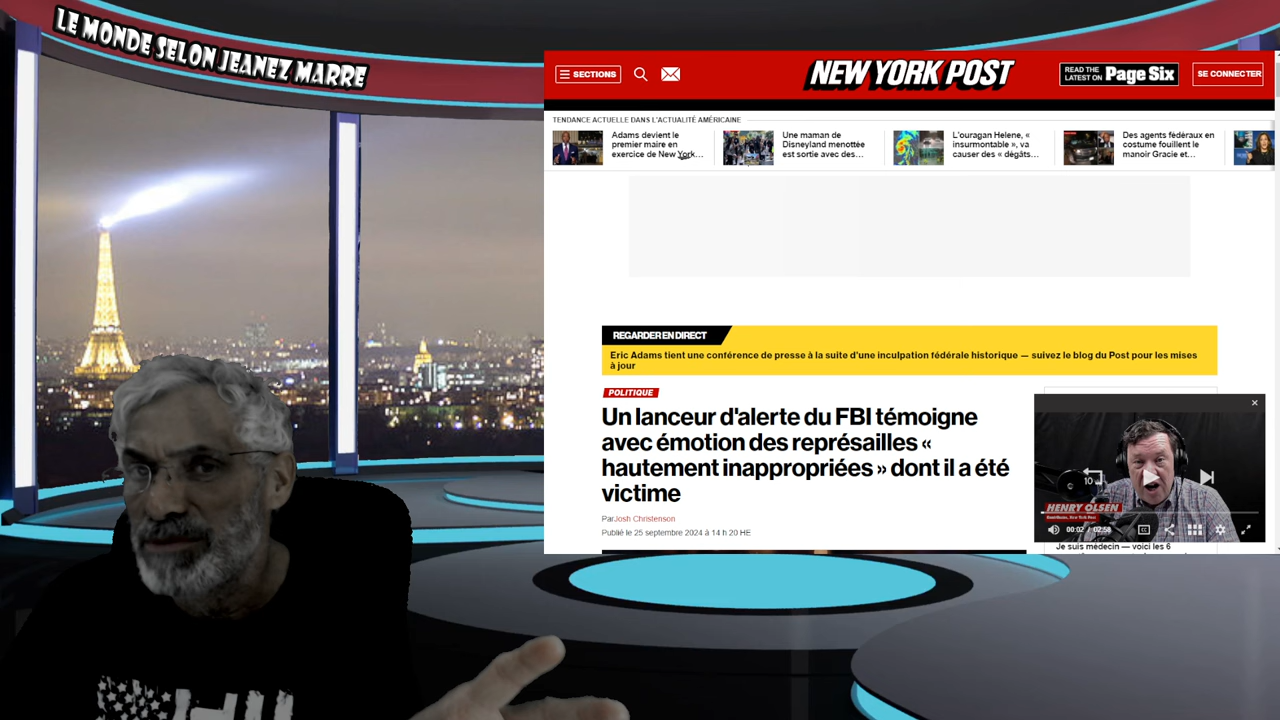 LE MONDE SELON JEANEZ MARRE
SECTIONS
NEW YORK POST
READ THE
LATEST ON
Page Six
SE CONNECTER
TENDANCE ACTUELLE DANS L'ACTUALITÉ AMÉRICAINE
Adams devient le
premier maire en
exercice de New York...
Une maman de
Disneyland menottée
est sortie avec des...
L'ouragan Helene, «
insurmontable », va
causer des « dégâts...
Des agents fédéraux en
costume fouillent le
manoir Gracie et...
REGARDER EN DIRECT
Eric Adams tient une conférence de presse à la suite d'une inculpation fédérale historique — suivez le blog du Post pour les mises
à jour
POLITIQUE
Un lanceur d'alerte du FBI témoigne
avec émotion des représailles «
hautement inappropriées » dont il a été
victime
ParJosh Christenson
Publié le 25 septembre 2024 à 14 h 20 HE
10
HENRY OLSEN
00:02 / 02:58
Je suis médecin — voici les 6